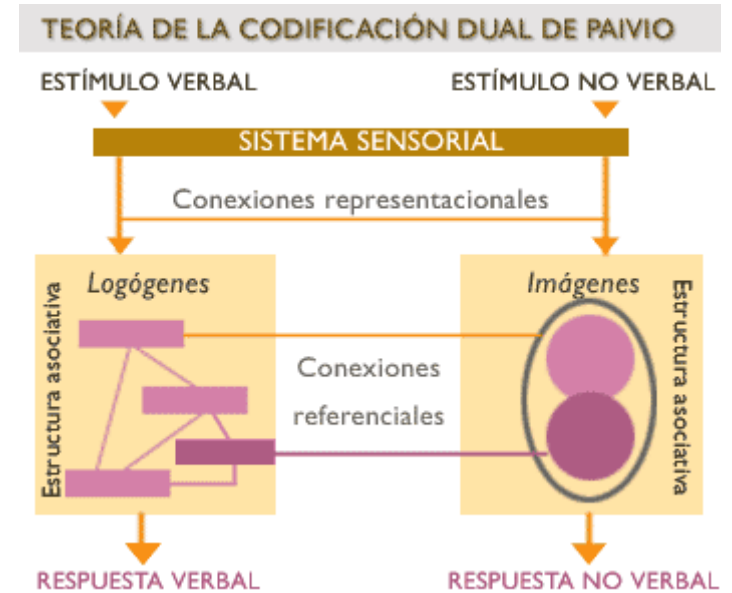 TEORÍA DE LA CODIFICACIÓN DUAL DE PAIVIO
ESTÍMULO VERBAL
ESTÍMULO NO VERBAL
SISTEMA SENSORIAL
Conexiones representacionales
Estructura asociativa
Logógenes
Imágenes
Estructura asociativa
Conexiones
referenciales
RESPUESTA VERBAL
RESPUESTA NO VERBAL